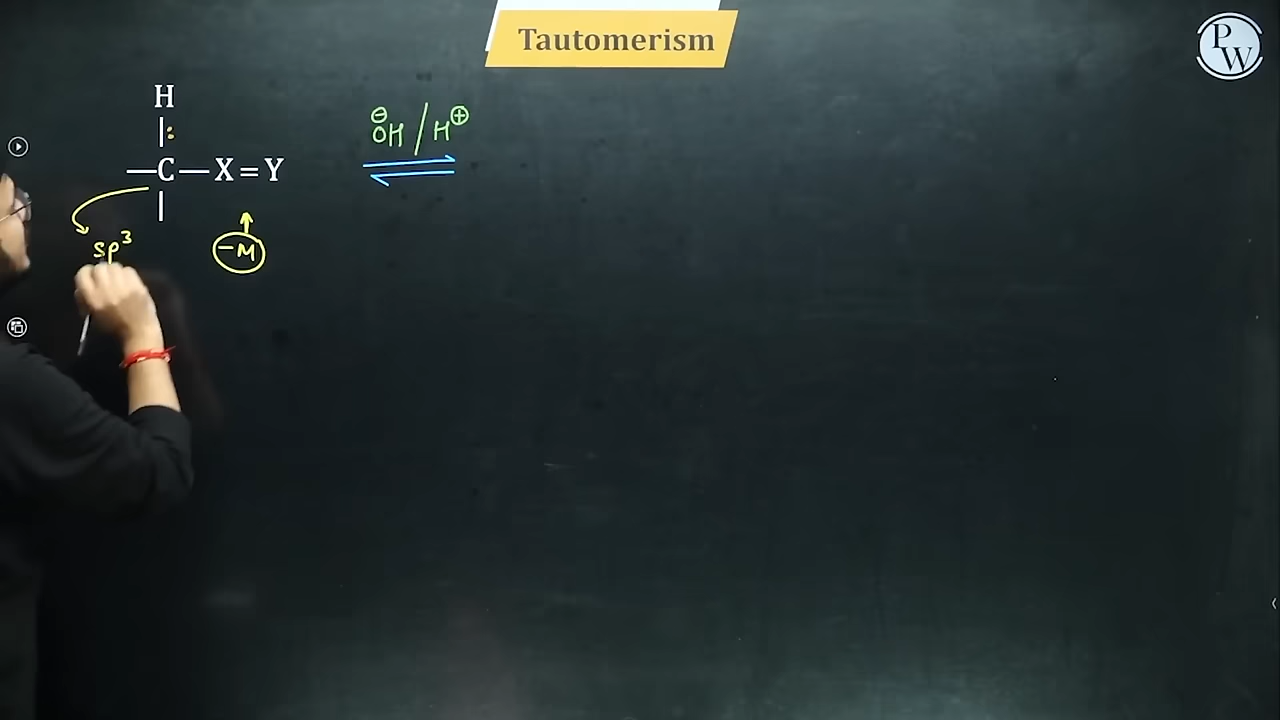 Tautomerism
PW
H
⊖OH / H⊕
—C—X=Y
sp³
−M